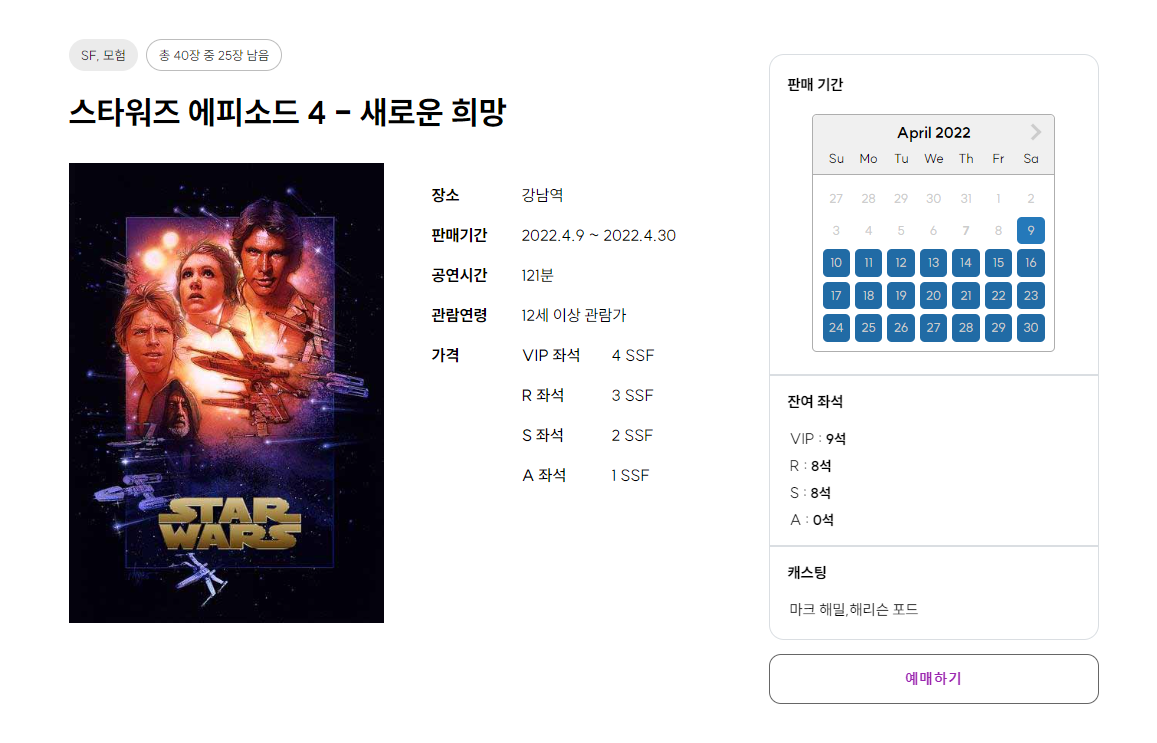 SF, 모험
총 40장 중 25장 남음
스타워즈 에피소드 4 - 새로운 희망
STAR
WARS
장소 강남역
판매기간 2022.4.9 ~ 2022.4.30
공연시간 121분
관람연령 12세 이상 관람가
가격 VIP 좌석 4 SSF
R 좌석 3 SSF
S 좌석 2 SSF
A 좌석 1 SSF
판매 기간
April 2022
Su Mo Tu We Th Fr Sa
27 28 29 30 31 1 2
3 4 5 6 7 8 9
10 11 12 13 14 15 16
17 18 19 20 21 22 23
24 25 26 27 28 29 30
잔여 좌석
VIP : 9석
R : 8석
S : 8석
A : 0석
캐스팅
마크 해밀,해리슨 포드
예매하기